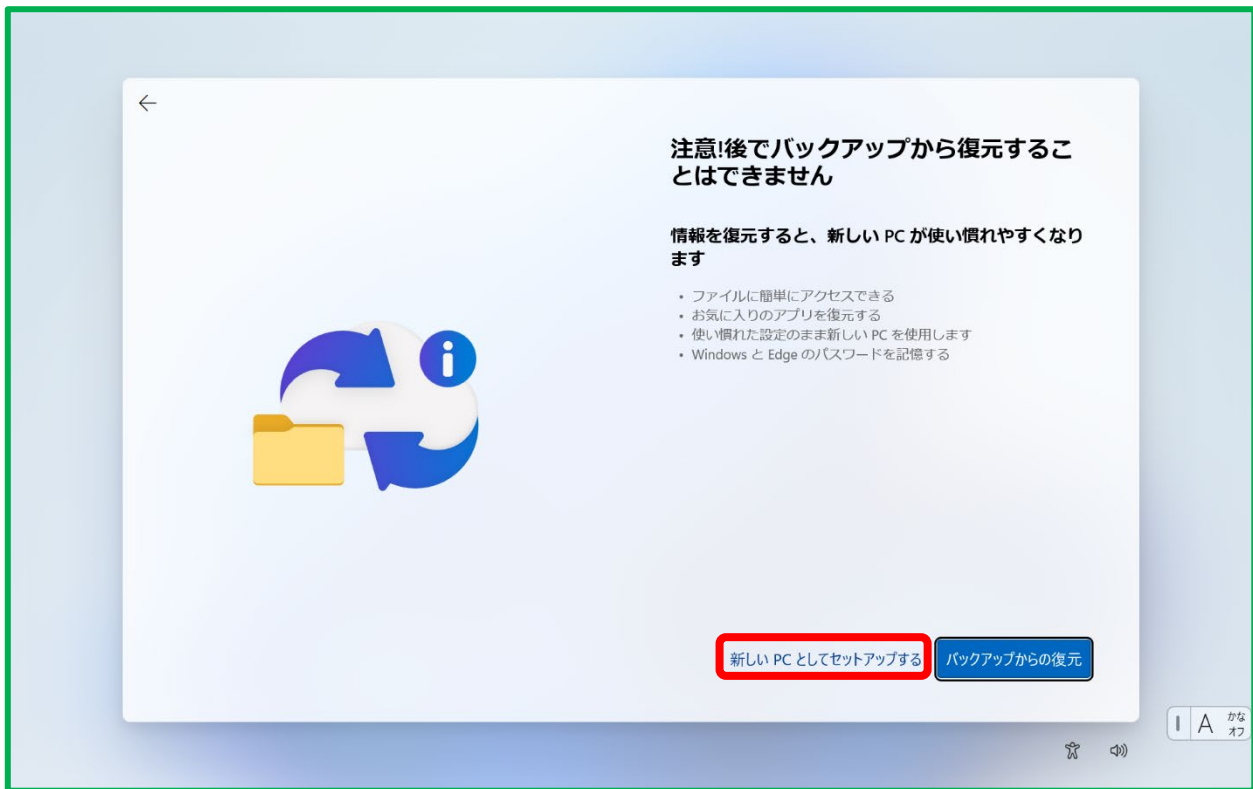 注意!後でバックアップから復元するこ
とはできません
情報を復元すると、新しい PC が使い慣れやすくなり
ます
• ファイルに簡単にアクセスできる
• お気に入りのアプリを復元する
• 使い慣れた設定のまま新しい PC を使用します
• Windows と Edge のパスワードを記憶する
新しい PC としてセットアップする
バックアップからの復元
A かな
オフ